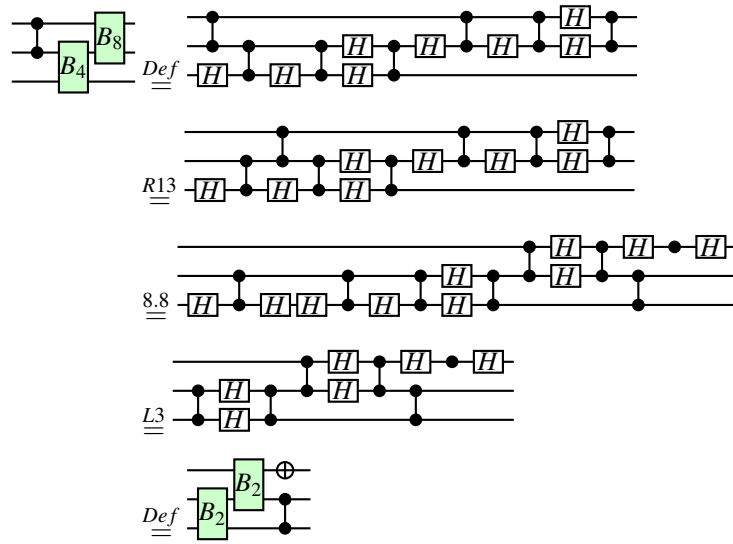 H
B₈ H H H H
B₄ Def = H H H
H
H H H H
R13 = H H H
H H H
H H
8.8 = H H H H H
H H H
H H
L3 = H
B₂
Def = B₂